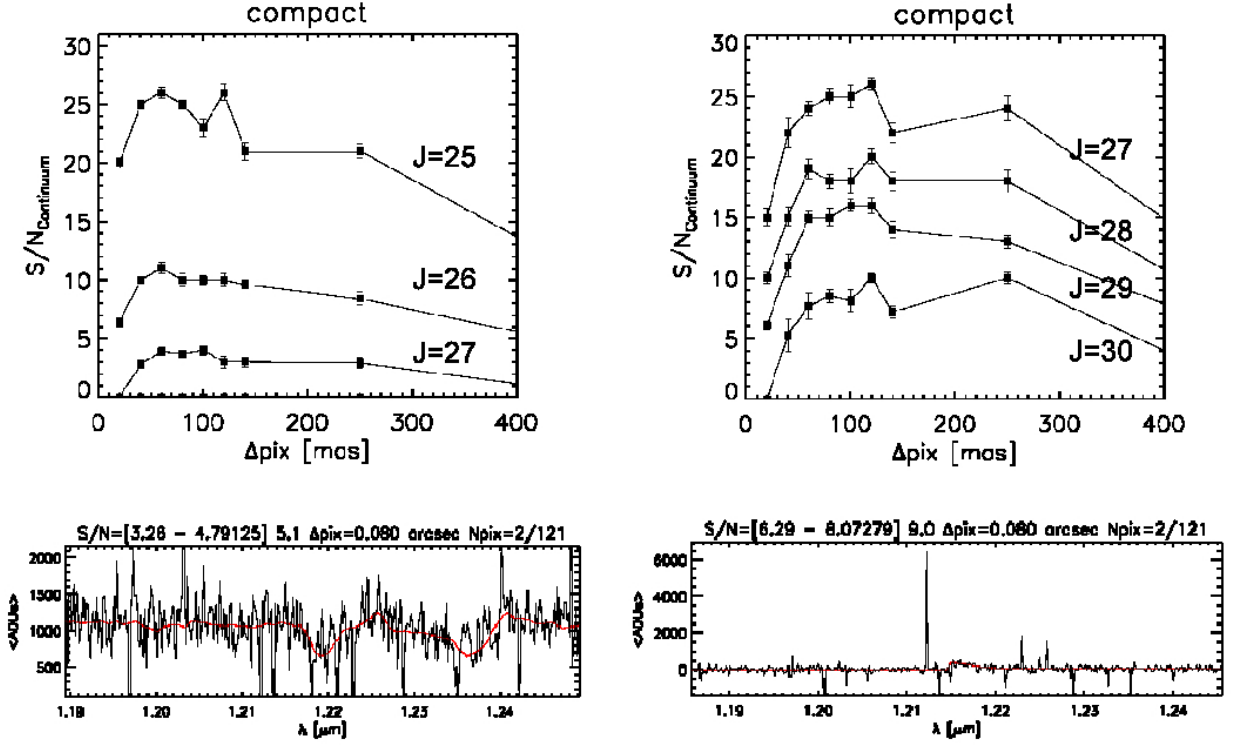 compact
30
25
20
15
10
5
0
S/N Continuum
J=25
J=26
J=27
0 100 200 300 400
Δpix [mas]
compact
30
25
20
15
10
5
0
S/N Continuum
J=27
J=28
J=29
J=30
0 100 200 300 400
Δpix [mas]
S/N=[3.26 - 4.79125] 5.1 Δpix=0.080 arcsec Npix=2/121
2000
1500
1000
500
<ADUs>
1.18 1.20 1.21 1.22 1.23 1.24
λ [μm]
S/N=[6.29 - 8.07279] 9.0 Δpix=0.080 arcsec Npix=2/121
6000
4000
2000
0
<ADUs>
1.19 1.20 1.21 1.22 1.23 1.24
λ [μm]